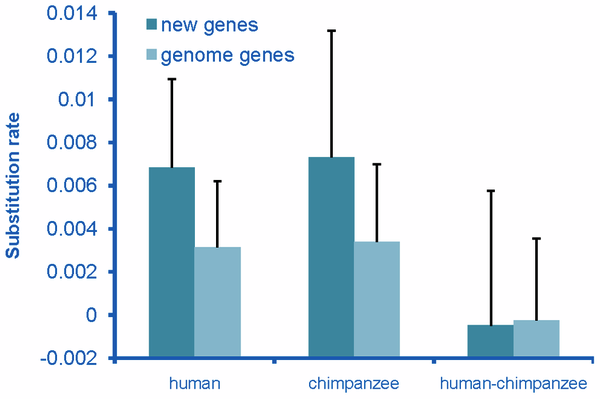 new genes
genome genes
Substitution rate
0.014
0.012
0.01
0.008
0.006
0.004
0.002
0
-0.002
human
chimpanzee
human-chimpanzee